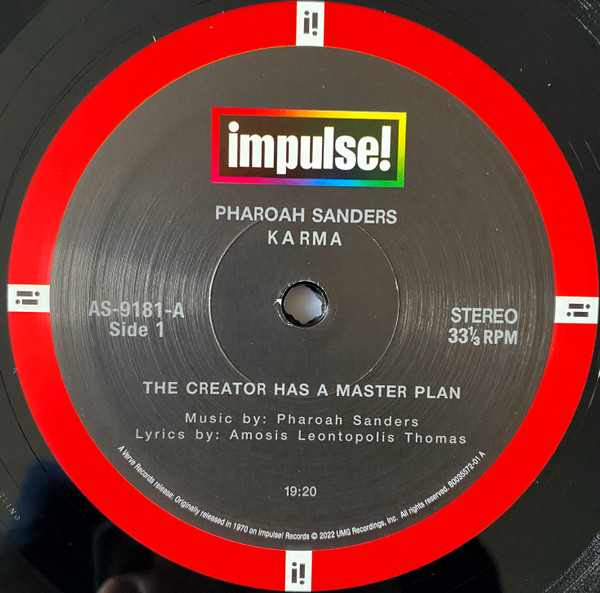 i!
impulse!
PHAROAH SANDERS
KARMA
AS-9181-A
Side 1
STEREO
33⅓ RPM
i!
i!
THE CREATOR HAS A MASTER PLAN
Music by: Pharoah Sanders
Lyrics by: Amosis Leontopolis Thomas
19:20
A Verve Records release. Originally released in 1970 on Impulse! Records © 2022 UMG Recordings, Inc. All rights reserved. B0035572-01 A
i!